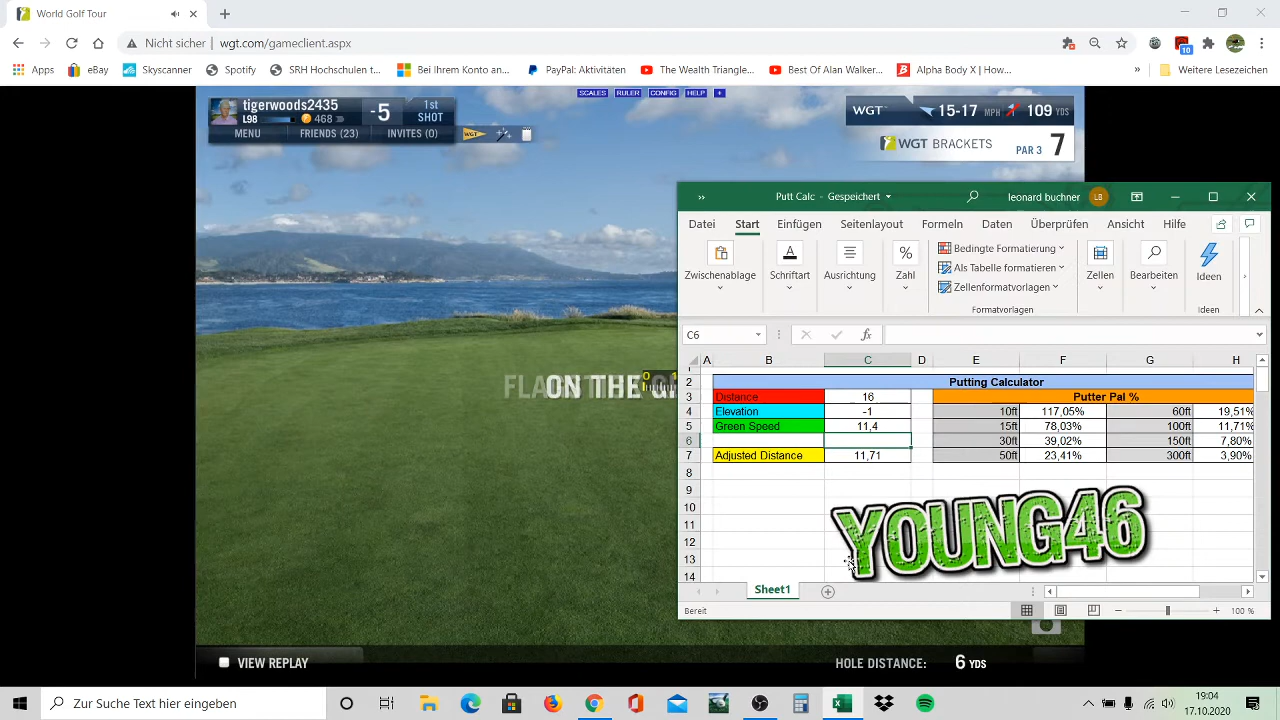 World Golf Tour
Nicht sicher
wgt.com/gameclient.aspx
10
Apps
eBay
Skyscanner
Spotify
SRH Hochschulen t...
Bei Ihrem Konto an...
PayPal: Aktivitäten
The Wealth Triangle...
Best Of Alan Walker...
Alpha Body X | How...
»
Weitere Lesezeichen
SCALES
RULER
CONFIG
HELP
+
tigerwoods2435
L98
468
-5
1st
SHOT
MENU
FRIENDS (23)
INVITES (0)
WGT
WGT
15-17 MPH
109 YDS
WGT BRACKETS
PAR 3
7
ON THE
Putt Calc - Gespeichert
leonard buchner
LB
Datei
Start
Einfügen
Seitenlayout
Formeln
Daten
Überprüfen
Ansicht
Hilfe
Zwischenablage
Schriftart
Ausrichtung
Zahl
Bedingte Formatierung
Als Tabelle formatieren
Zellenformatvorlagen
Formatvorlagen
Zellen
Bearbeiten
Ideen
Ideen
C6
fx
A B C D E F G H
1
2 Putting Calculator
3 Distance 16 Putter Pal %
4 Elevation -1 10ft 117,05% 60ft 19,51%
5 Green Speed 11,4 15ft 78,03% 100ft 11,71%
6 30ft 39,02% 150ft 7,80%
7 Adjusted Distance 11,71 50ft 23,41% 300ft 3,90%
8
9
10
11
12
13
14
YOUNG46
Sheet1
Bereit
100 %
VIEW REPLAY
HOLE DISTANCE: 6 YDS
Zur Suche Text hier eingeben
19:04
17.10.2020